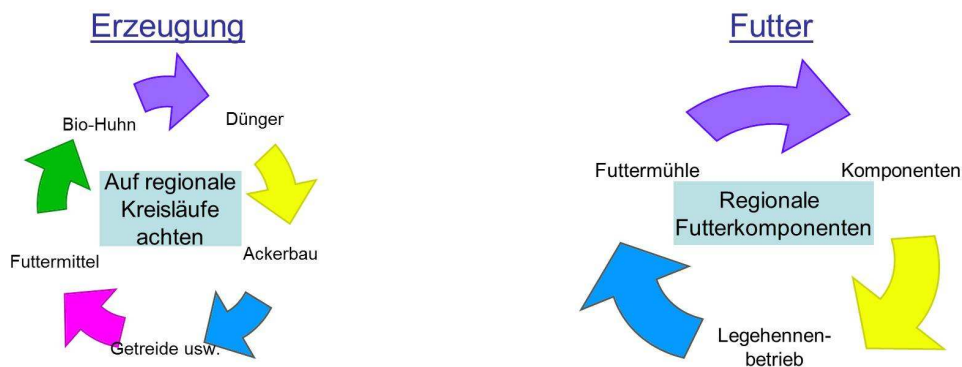 Erzeugung
Bio-Huhn
Dünger
Auf regionale
Kreisläufe
achten
Ackerbau
Futtermittel
Getreide usw.
Futter
Futtermühle
Komponenten
Regionale
Futterkomponenten
Legehennen-
betrieb